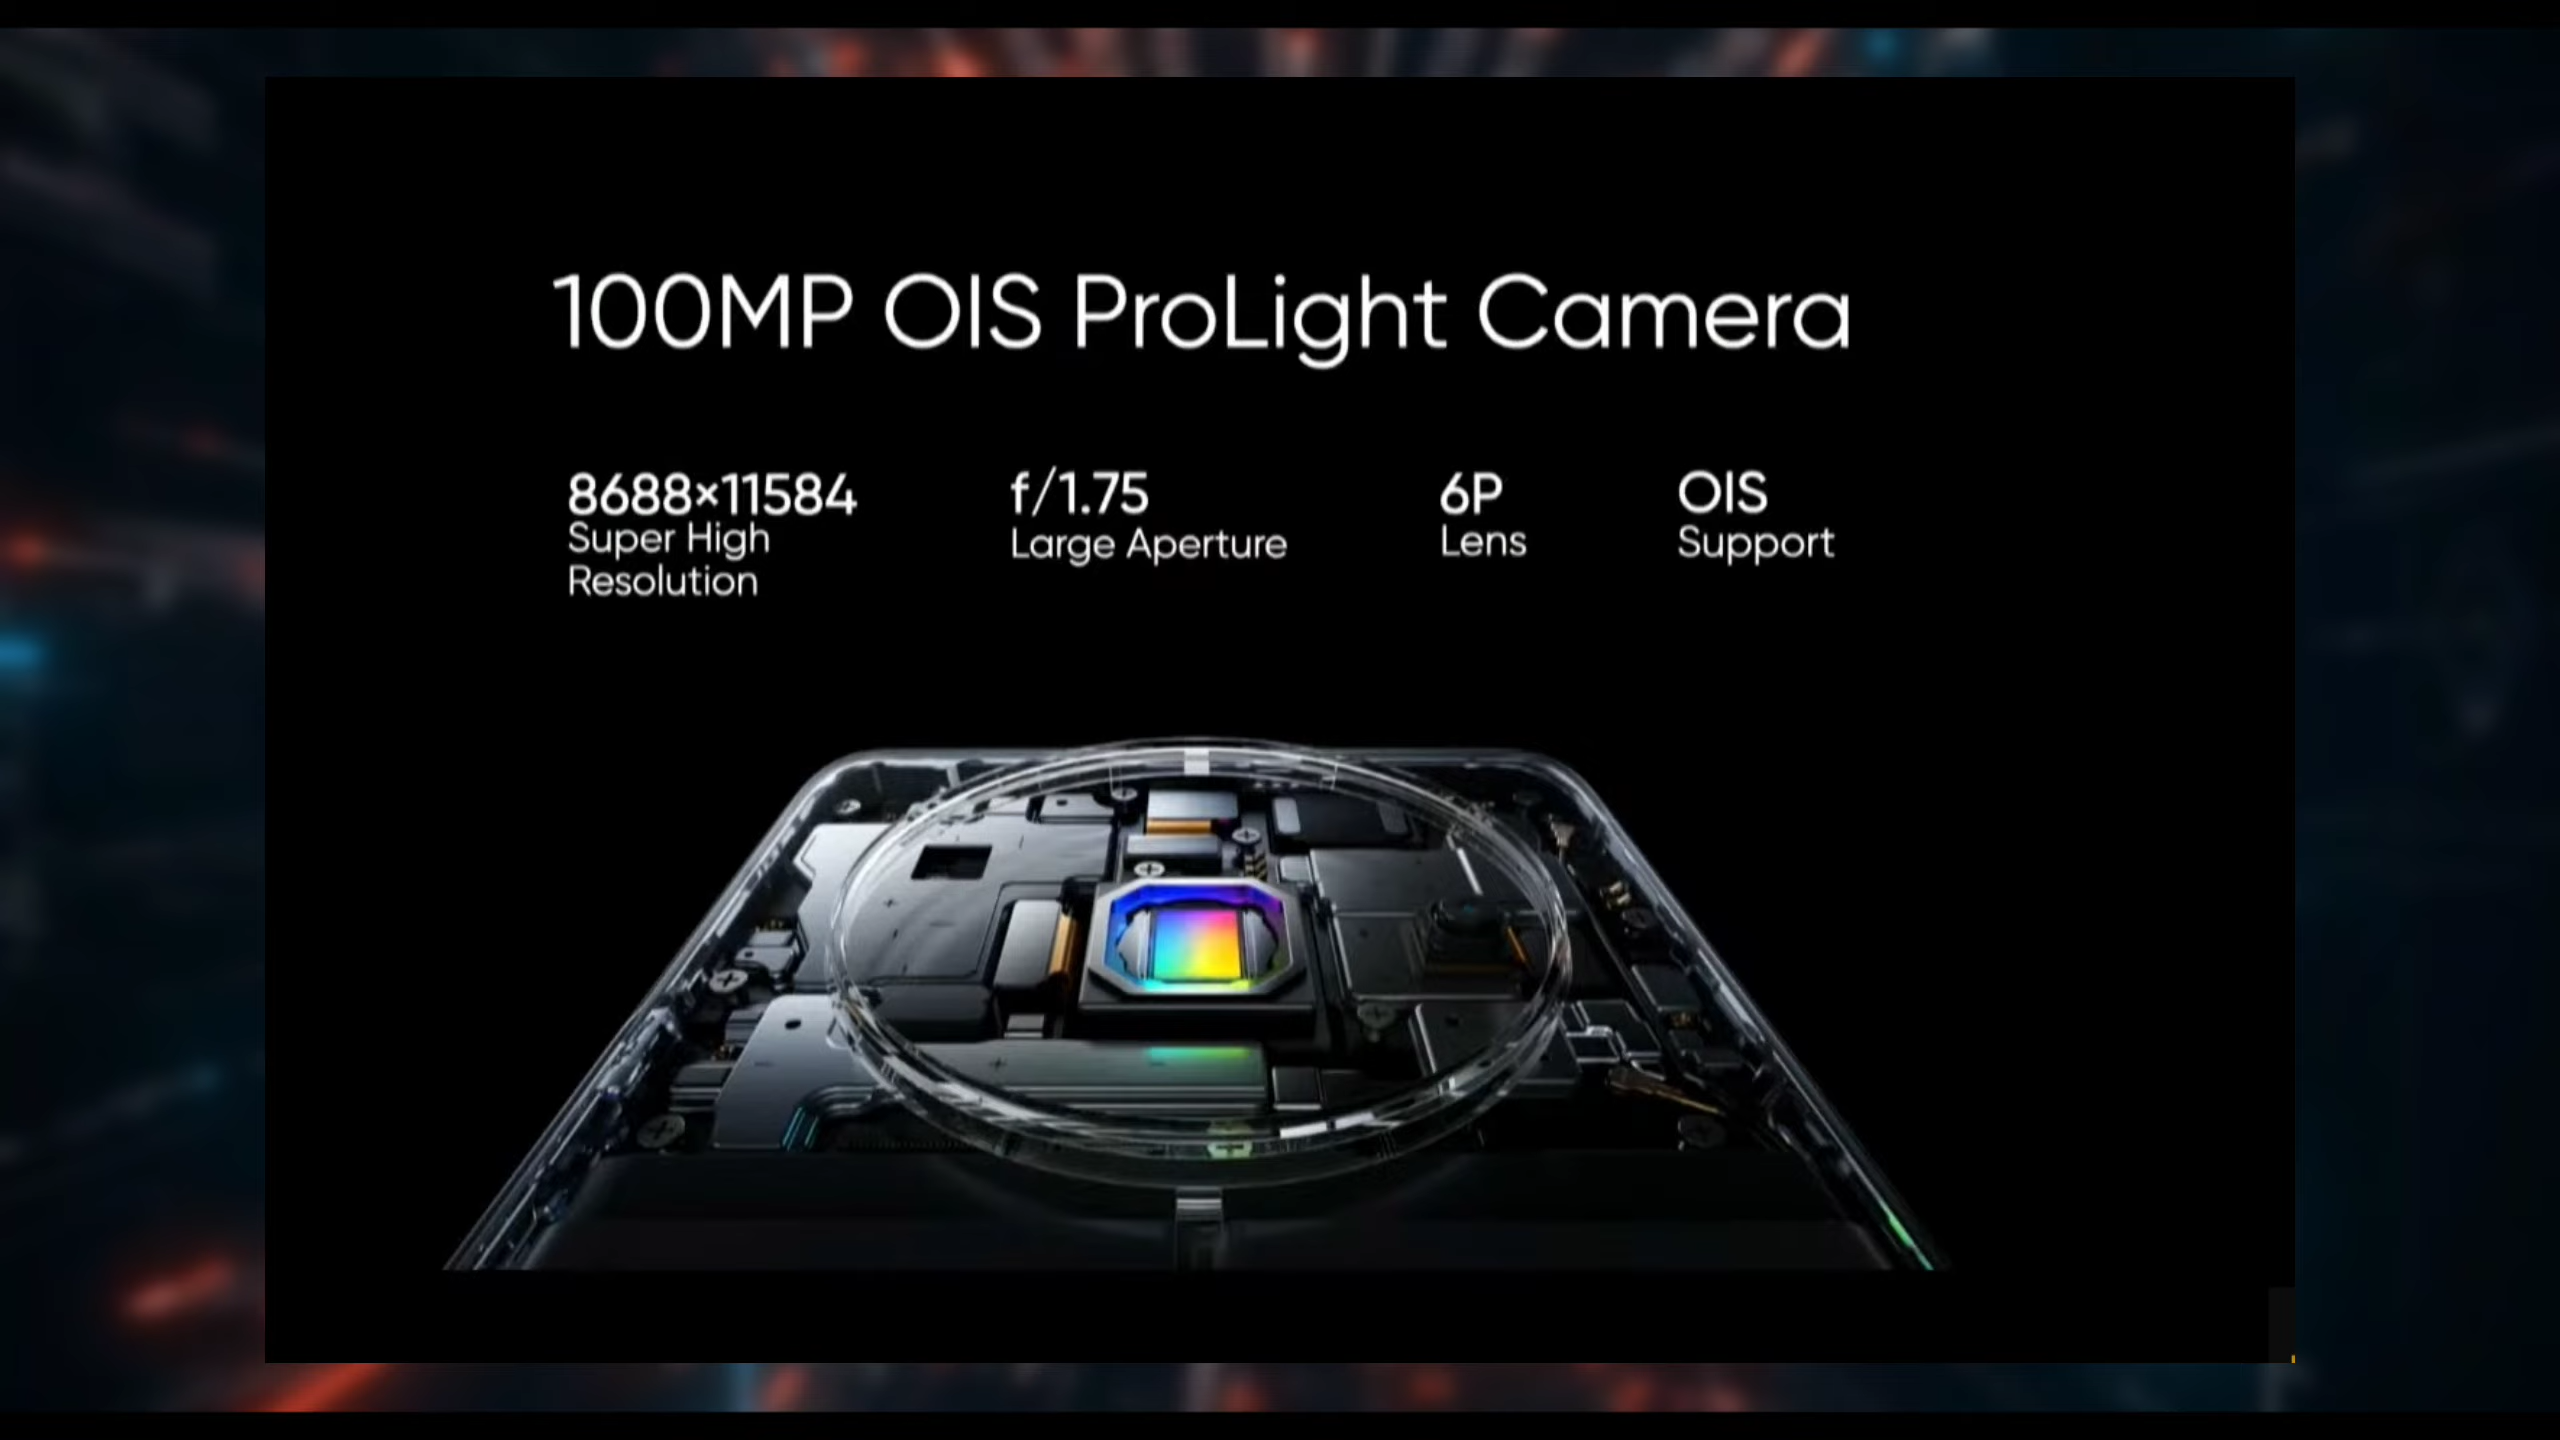 100MP OIS ProLight Camera
8688×11584
Super High
Resolution
f/1.75
Large Aperture
6P
Lens
OIS
Support